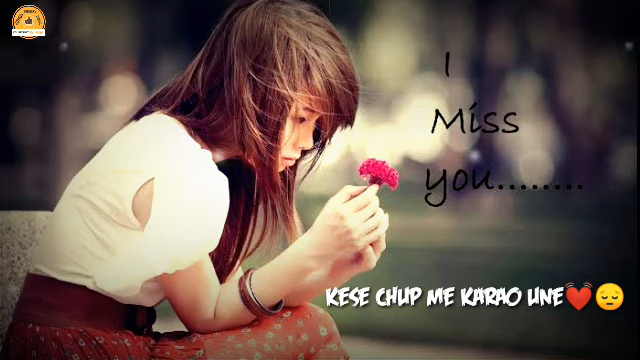 I
Miss
you........
KESE CHUP ME KARAO UNE💓😔